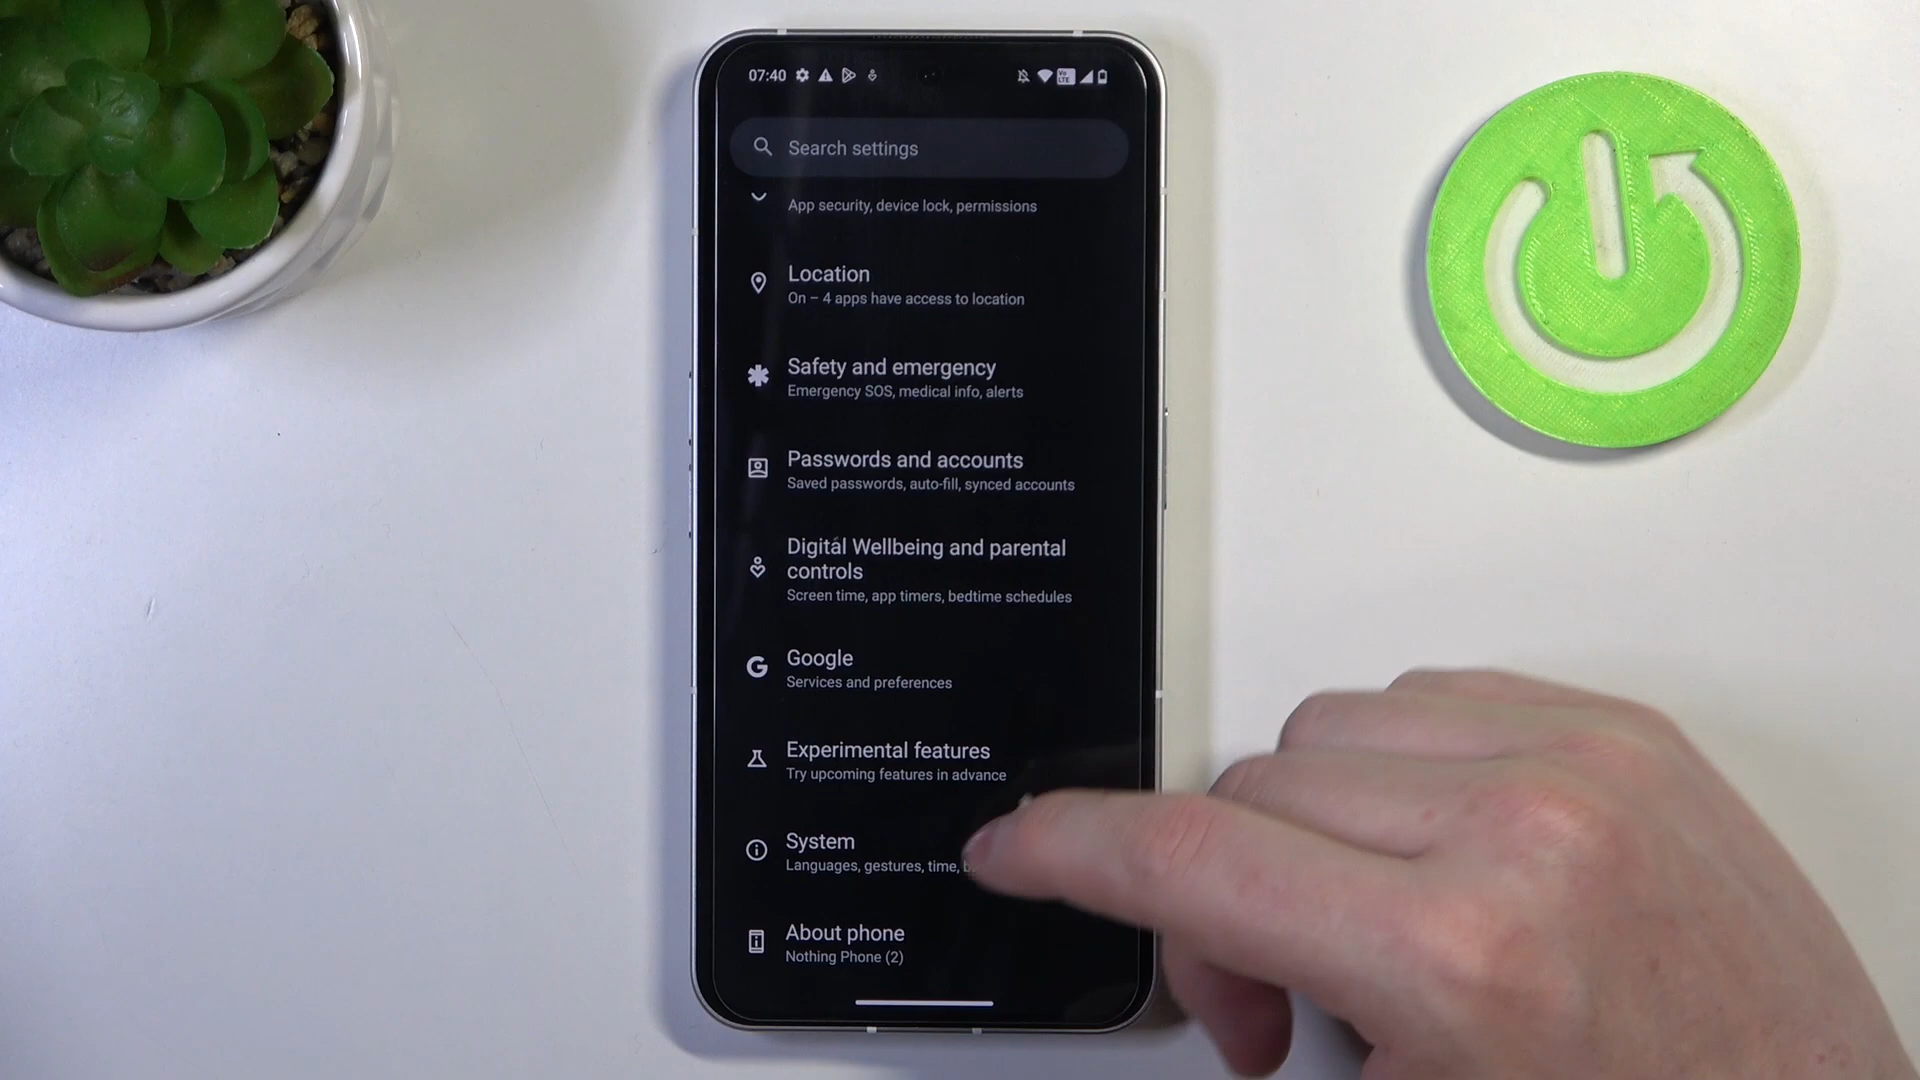 07:40
Vo
LTE
Search settings
App security, device lock, permissions
Location
On – 4 apps have access to location
Safety and emergency
Emergency SOS, medical info, alerts
Passwords and accounts
Saved passwords, auto-fill, synced accounts
Digital Wellbeing and parental
controls
Screen time, app timers, bedtime schedules
Google
Services and preferences
Experimental features
Try upcoming features in advance
System
Languages, gestures, time,
About phone
Nothing Phone (2)